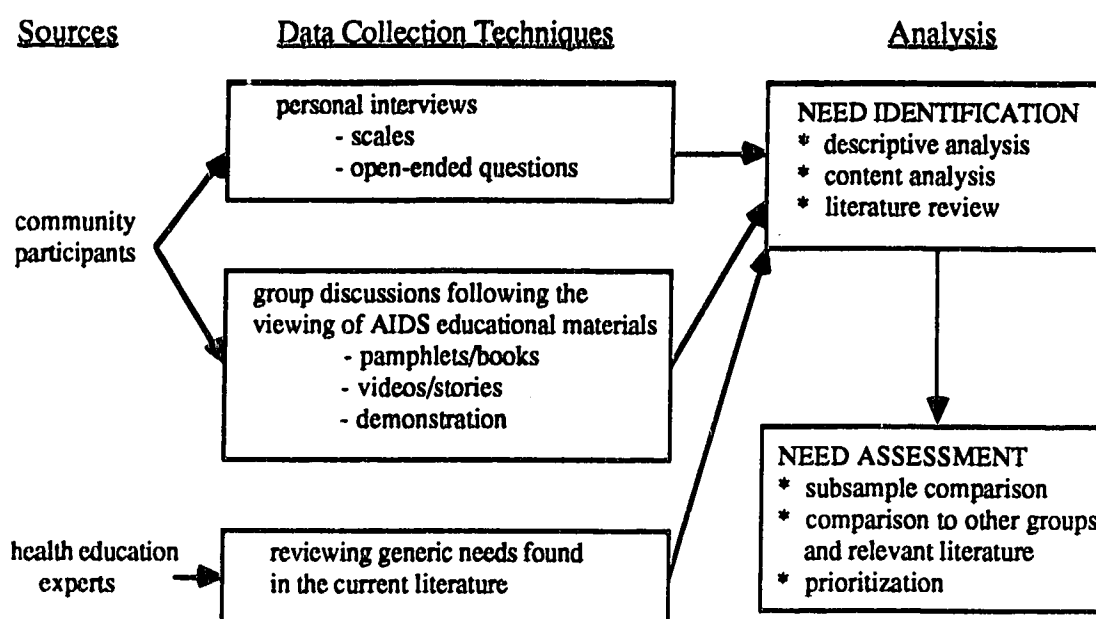 Sources
Data Collection Techniques
Analysis
personal interviews
- scales
- open-ended questions
NEED IDENTIFICATION
* descriptive analysis
* content analysis
* literature review
community
participants
group discussions following the
viewing of AIDS educational materials
- pamphlets/books
- videos/stories
- demonstration
NEED ASSESSMENT
* subsample comparison
* comparison to other groups
and relevant literature
* prioritization
health education
experts
reviewing generic needs found
in the current literature